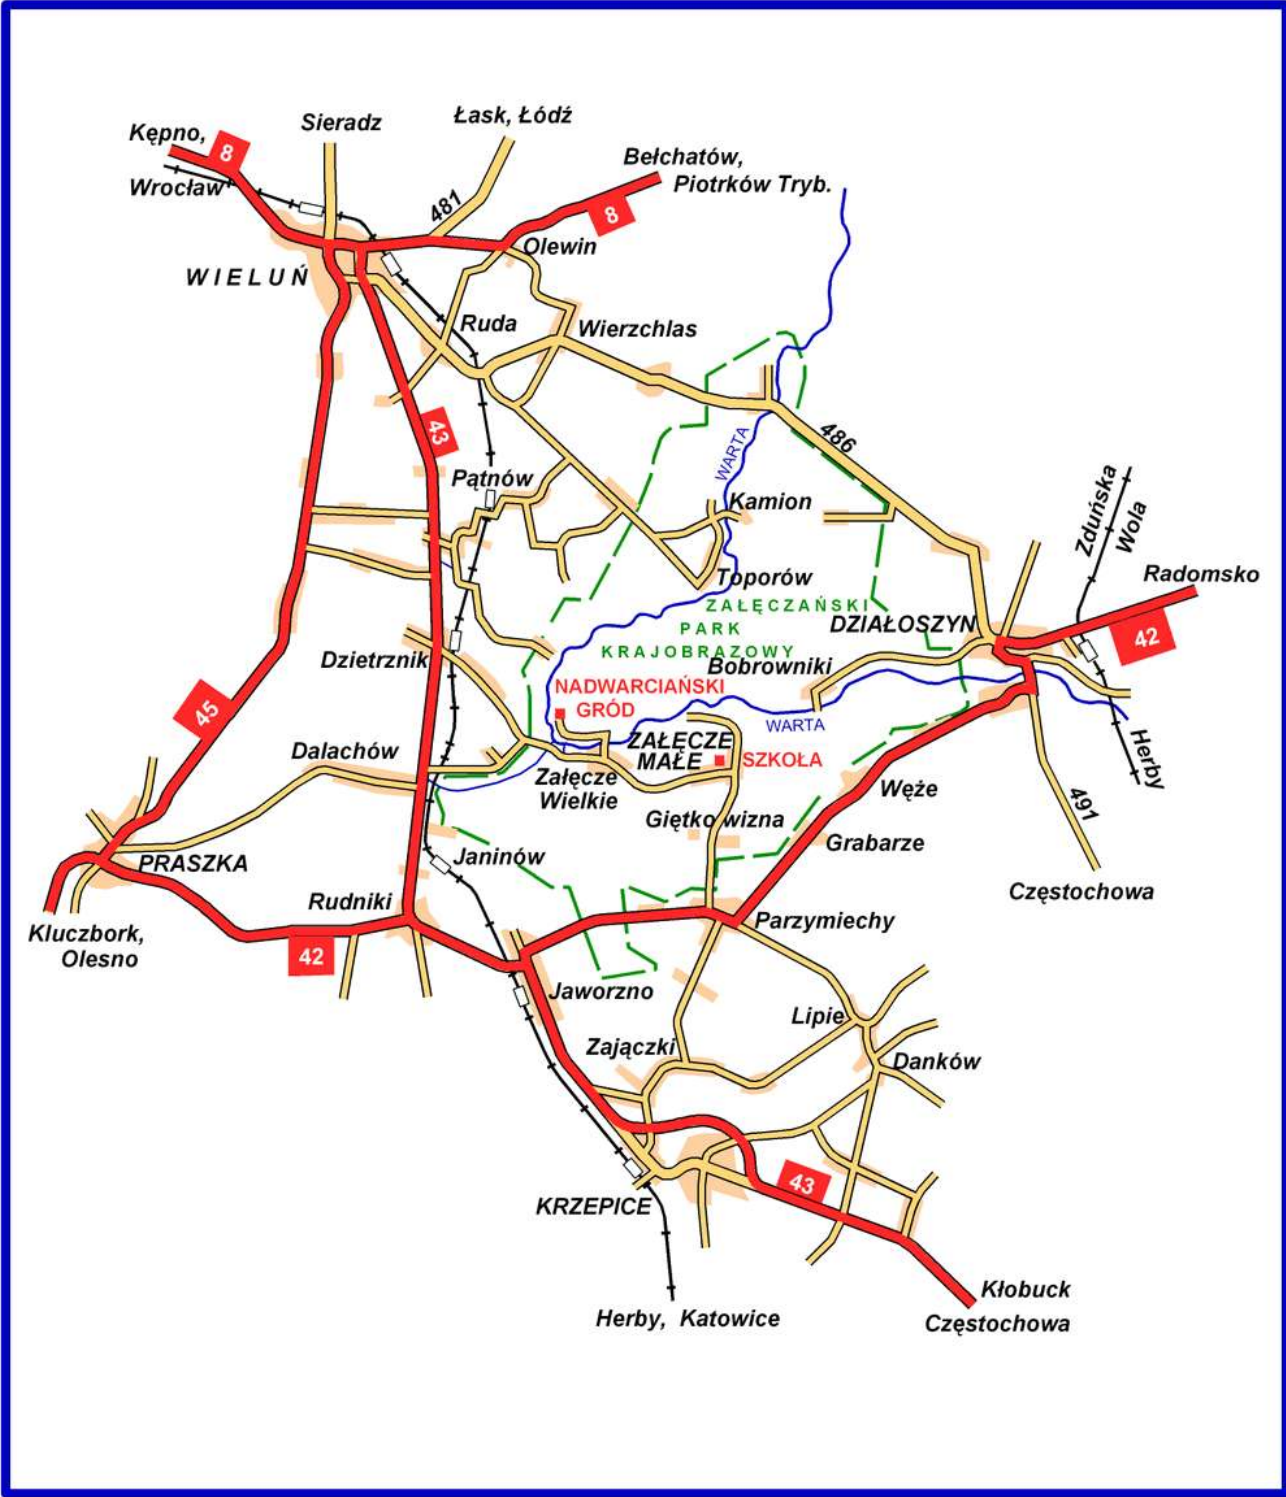 Łask, Łódź
Sieradz
Kępno,
8
Bełchatów,
Wrocław
Piotrków Tryb.
481
8
Olewin
WIELUŃ
Ruda
Wierzchlas
43
486
WARTA
Pątnów
Kamion
Zduńska
Wola
Radomsko
Toporów
ZAŁĘCZAŃSKI
PARK
KRAJOBRAZOWY
DZIAŁOSZYN
42
Dzietrznik
Bobrowniki
NADWARCIAŃSKI
GRÓD
45
WARTA
ZAŁĘCZE
MAŁE
SZKOŁA
Dalachów
Herby
Załęcze
Wielkie
Węże
491
Giętkowizna
Grabarze
PRASZKA
Janinów
Częstochowa
Rudniki
Parzymiechy
Kluczbork,
Olesno
42
Jaworzno
Lipie
Zajączki
Danków
43
KRZEPICE
Kłobuck
Częstochowa
Herby, Katowice